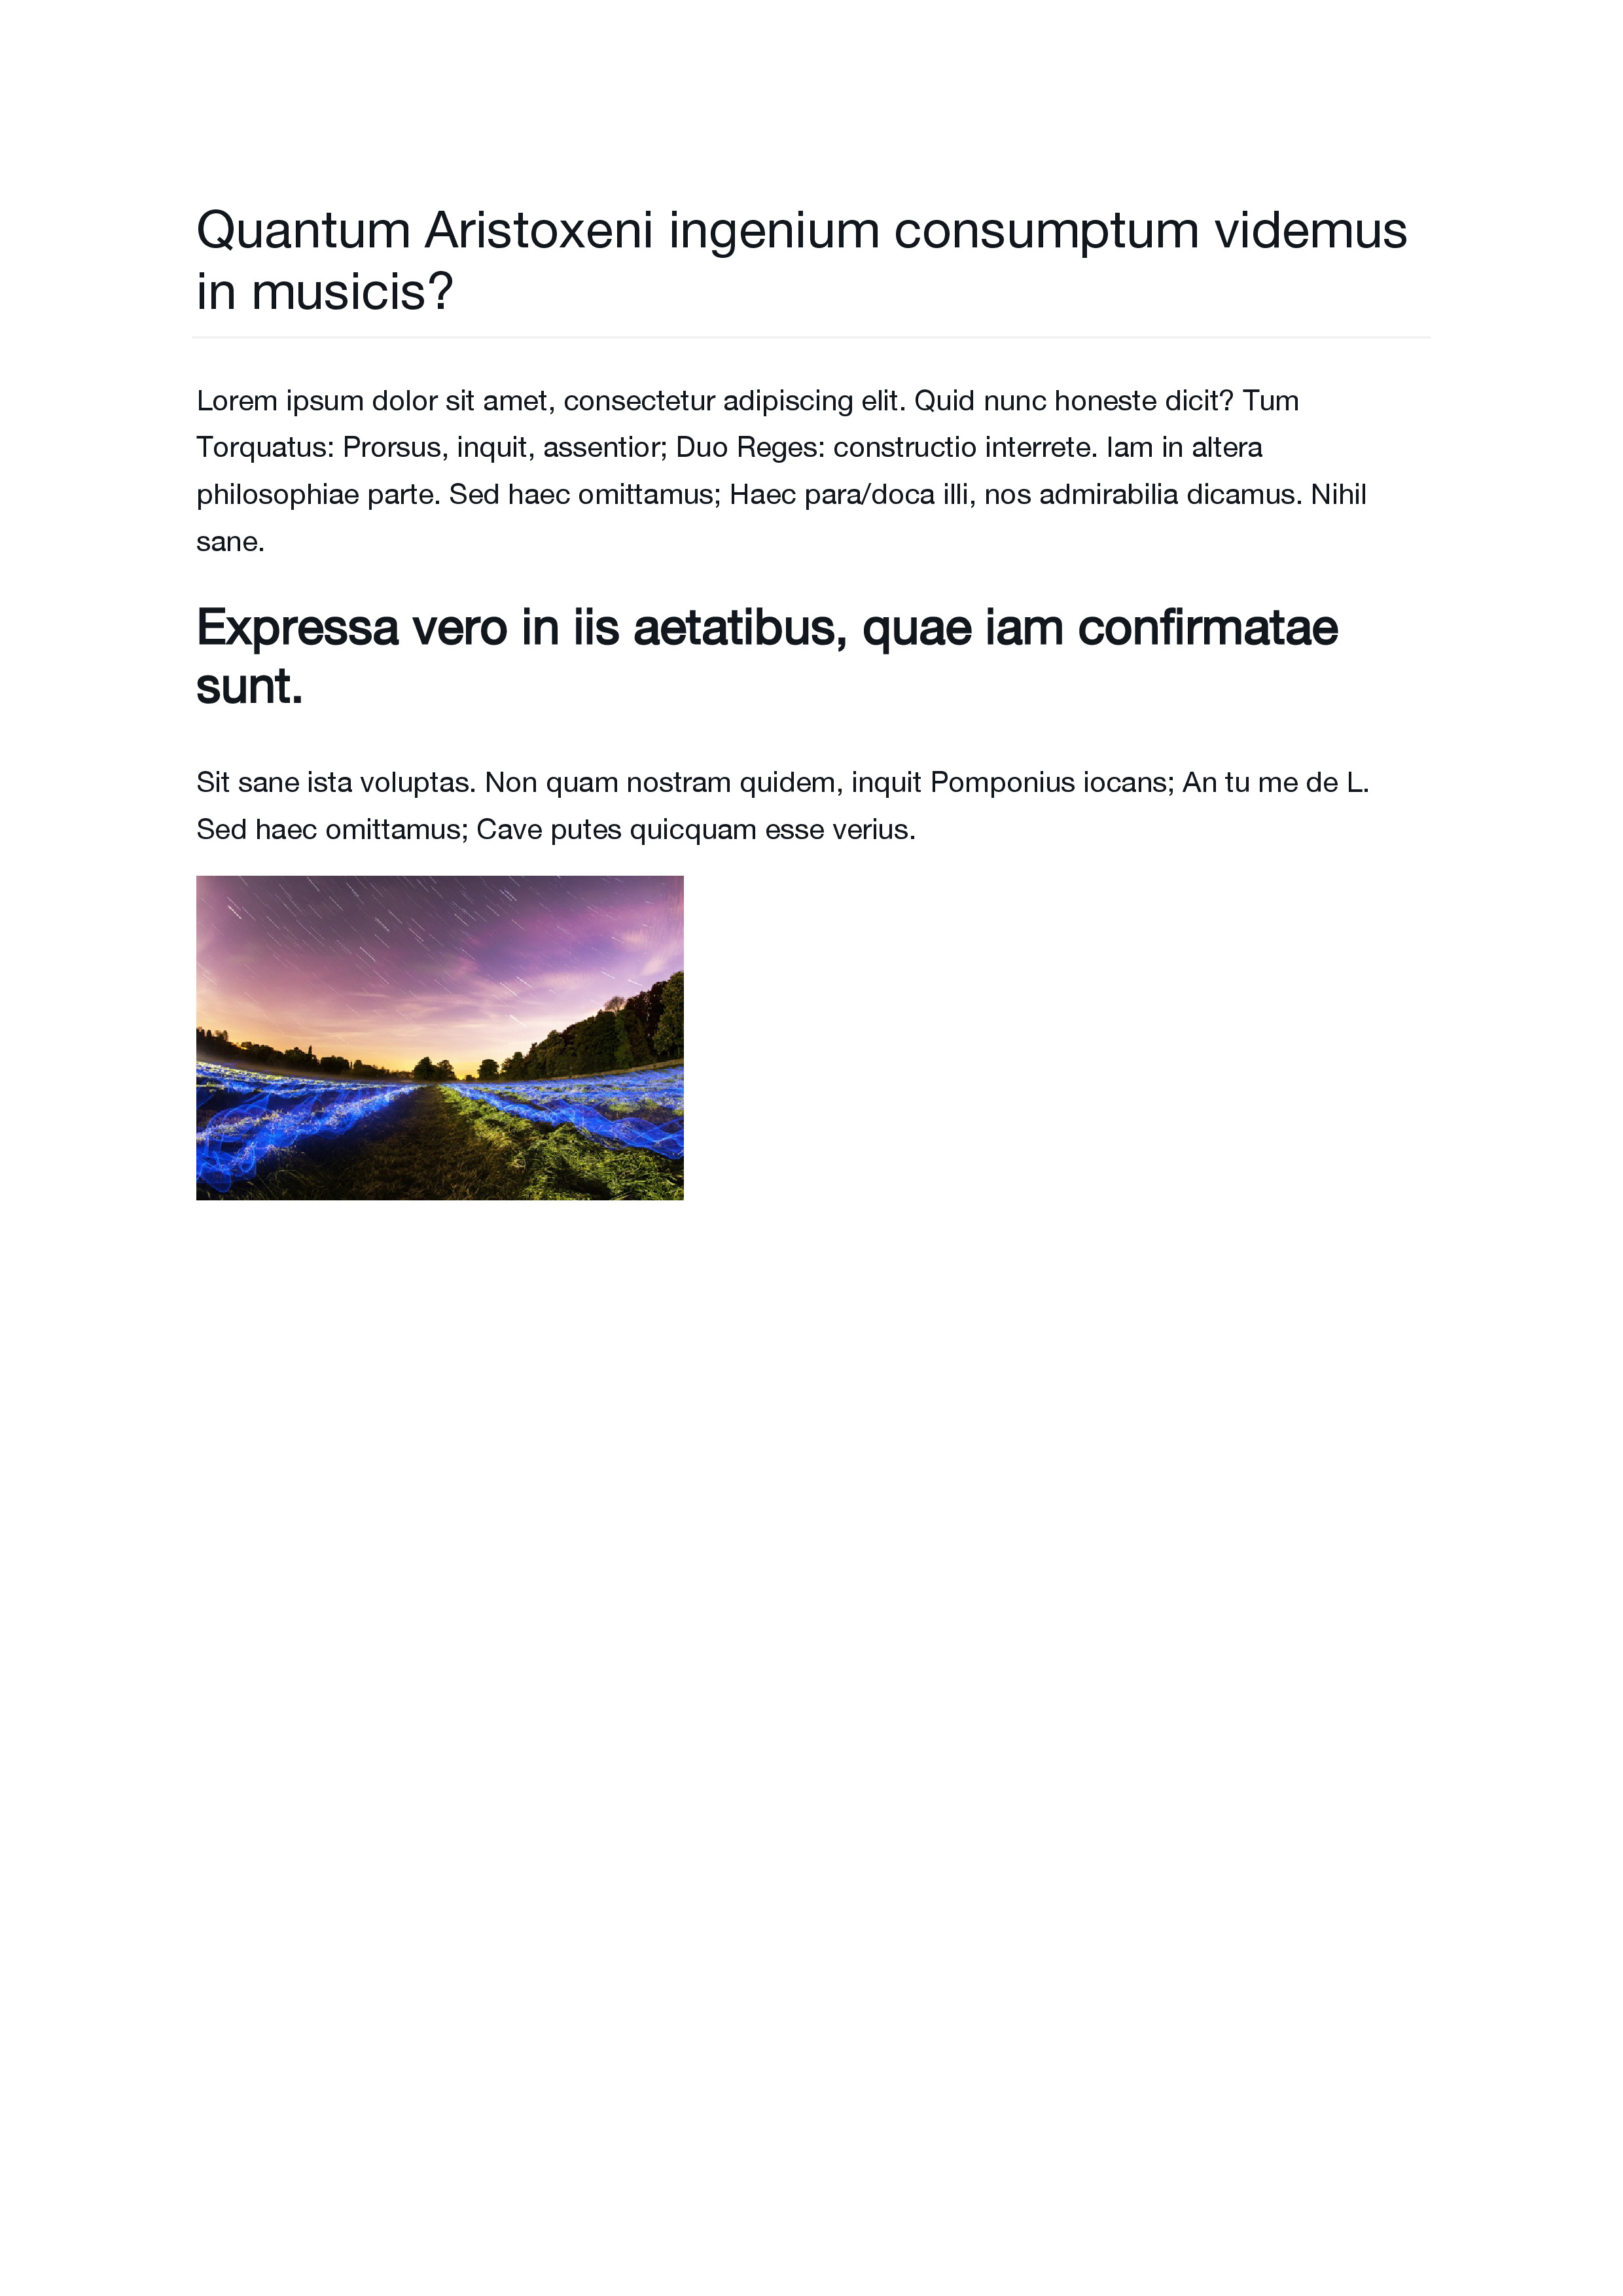 Quantum Aristoxeni ingenium consumptum videmus
in musicis?
Lorem ipsum dolor sit amet, consectetur adipiscing elit. Quid nunc honeste dicit? Tum
Torquatus: Prorsus, inquit, assentior; Duo Reges: constructio interrete. Iam in altera
philosophiae parte. Sed haec omittamus; Haec para/doca illi, nos admirabilia dicamus. Nihil
sane.
Expressa vero in iis aetatibus, quae iam confirmatae
sunt.
Sit sane ista voluptas. Non quam nostram quidem, inquit Pomponius iocans; An tu me de L.
Sed haec omittamus; Cave putes quicquam esse verius.